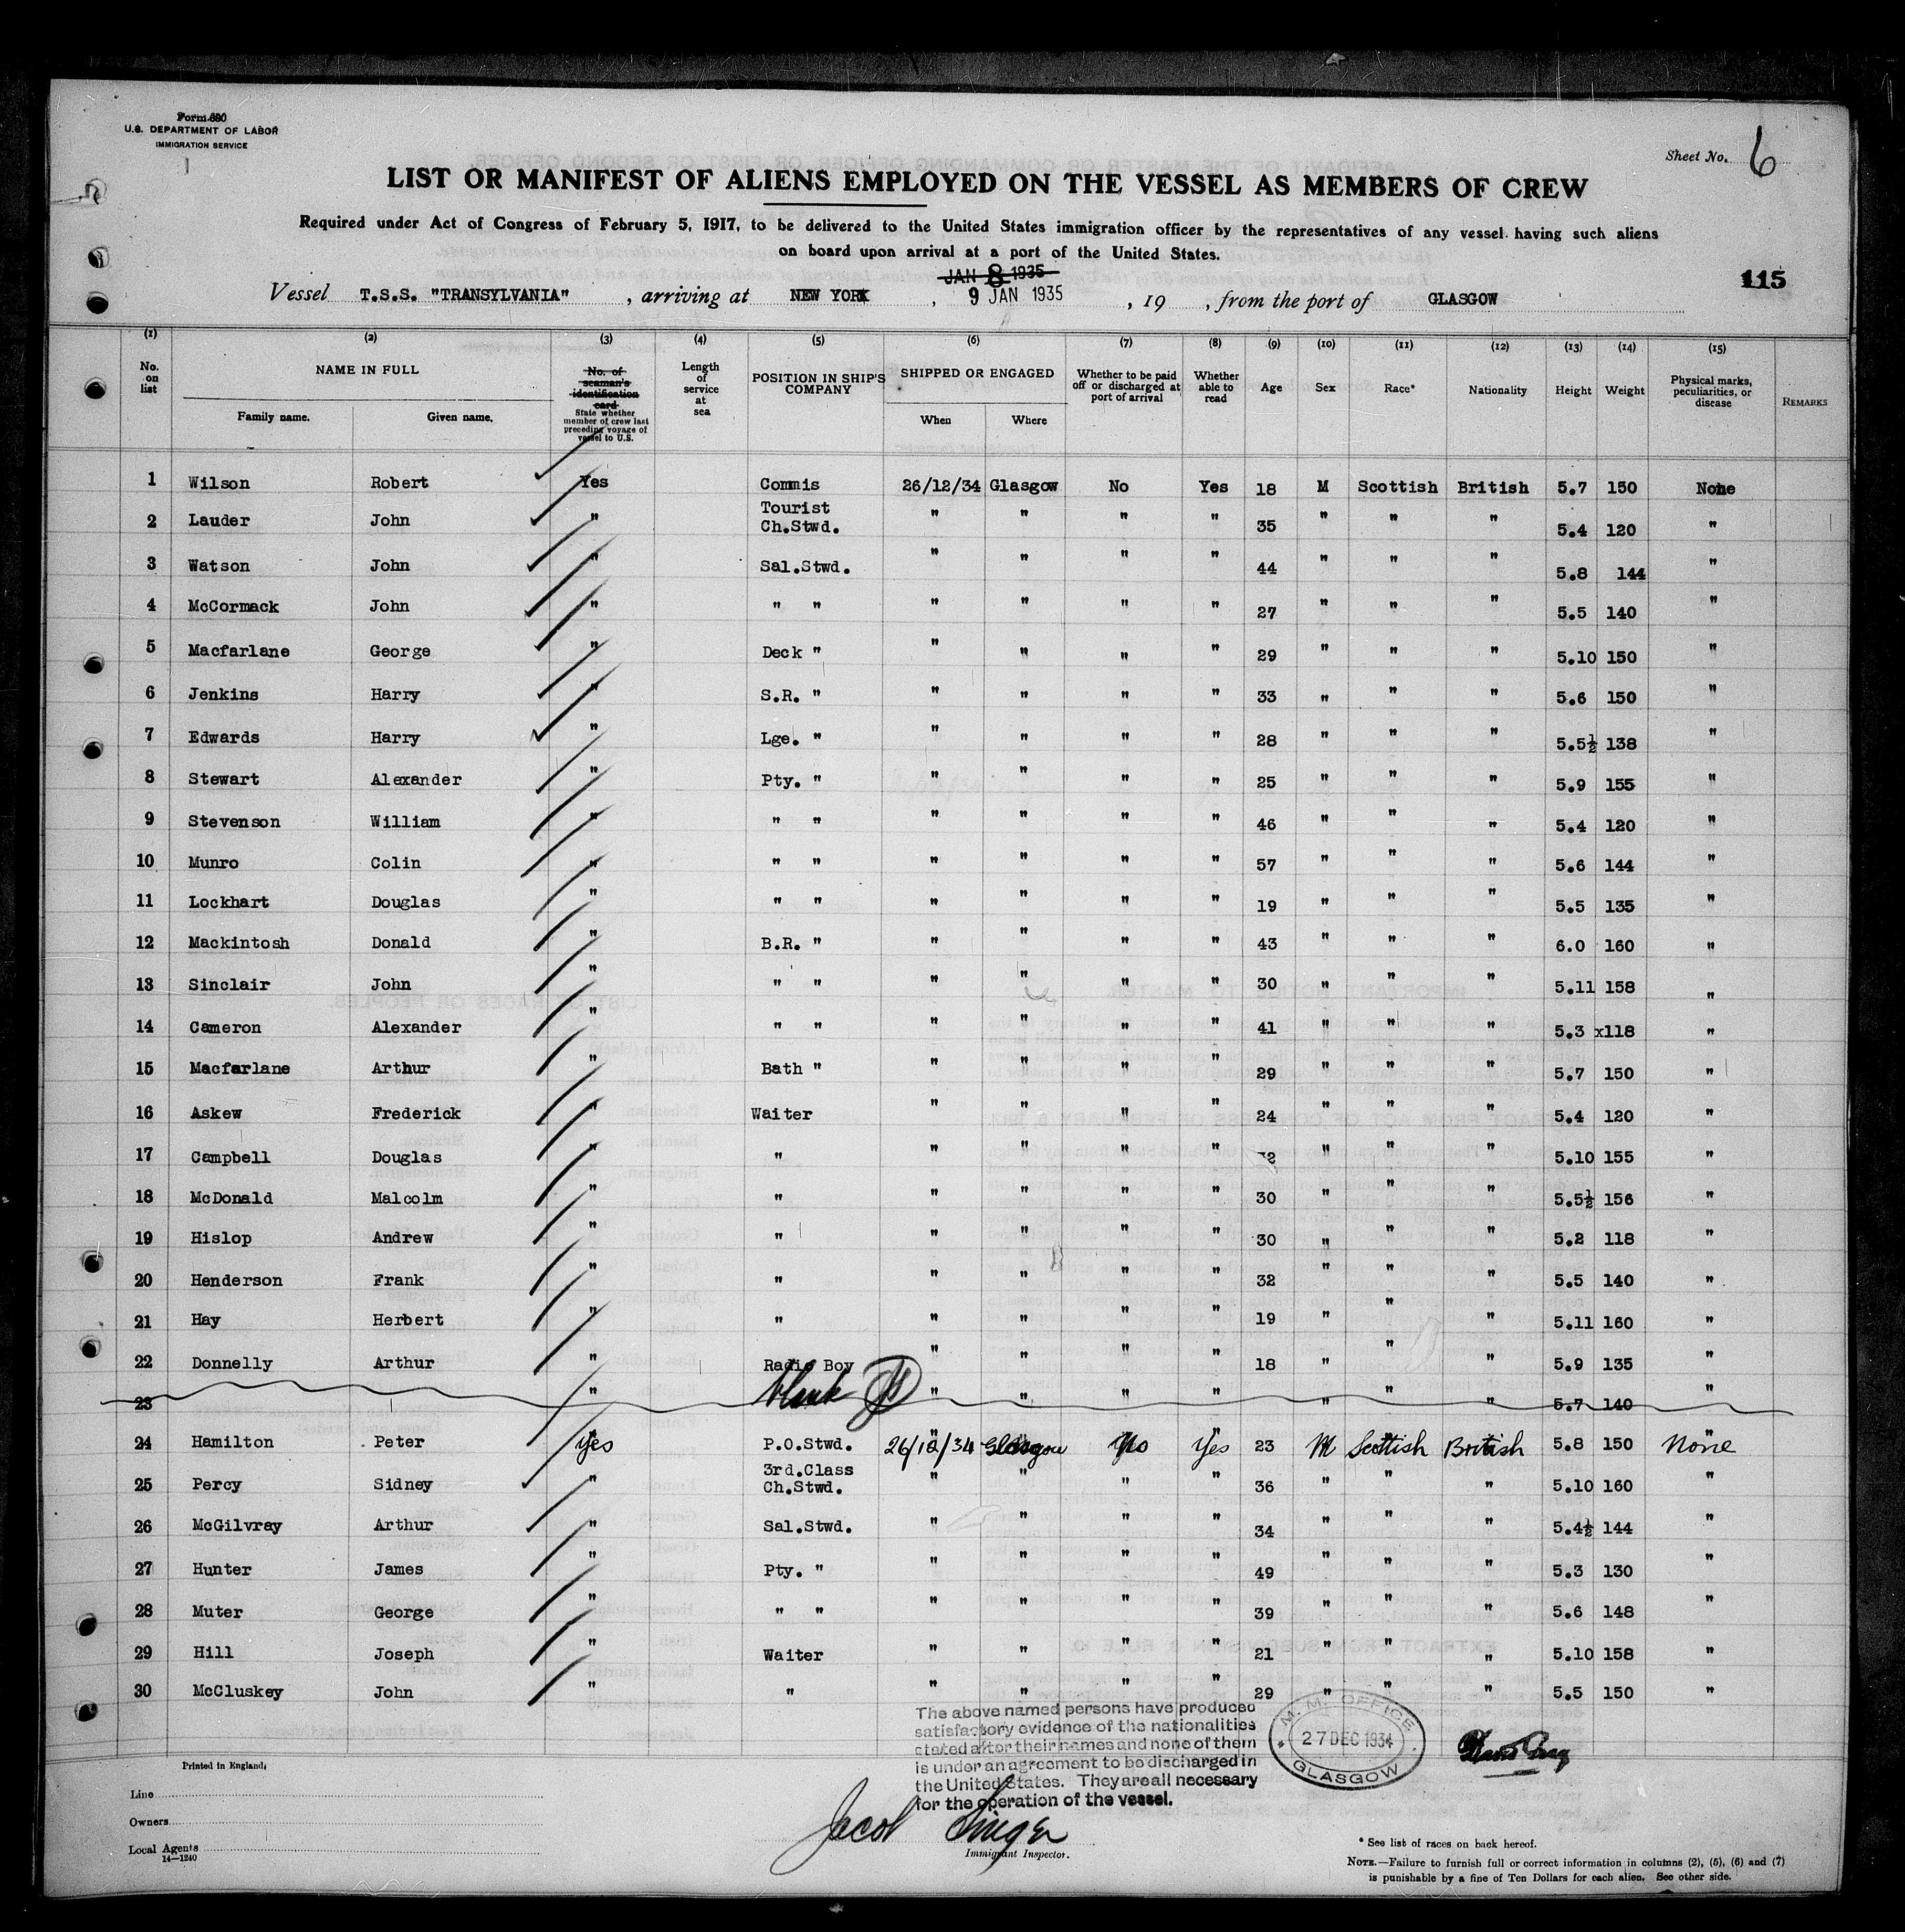 Form 680
U.S. DEPARTMENT OF LABOR
IMMIGRATION SERVICE
Sheet No. 6
LIST OR MANIFEST OF ALIENS EMPLOYED ON THE VESSEL AS MEMBERS OF CREW
Required under Act of Congress of February 5, 1917, to be delivered to the United States immigration officer by the representatives of any vessel having such aliens
on board upon arrival at a port of the United States.
JAN 8 1935
115
Vessel T.S.S. "TRANSYLVANIA" , arriving at NEW YORK , 9 JAN 1935 , 19 , from the port of GLASGOW
(1) (2) (3) (4) (5) (6) (7) (8) (9) (10) (11) (12) (13) (14) (15)
No. on list NAME IN FULL Family name. Given name. No. of seaman's identification card State whether member of crew last preceding voyage of vessel to U.S. Length of service at sea POSITION IN SHIP'S COMPANY SHIPPED OR ENGAGED When Where Whether to be paid off or discharged at port of arrival Whether able to read Age Sex Race* Nationality Height Weight Physical marks, peculiarities, or disease REMARKS
1 Wilson Robert Yes Commis 26/12/34 Glasgow No Yes 18 M Scottish British 5.7 150 None
2 Lauder John " Tourist Ch.Stwd. " " " " 35 " " " 5.4 120 "
3 Watson John " Sal.Stwd. " " " " 44 " " " 5.8 144 "
4 McCormack John " " " " " " " 27 " " " 5.5 140 "
5 Macfarlane George " Deck " " " " " 29 " " " 5.10 150 "
6 Jenkins Harry " S.R. " " " " " 33 " " " 5.6 150 "
7 Edwards Harry " Lge. " " " " " 28 " " " 5.5½ 138 "
8 Stewart Alexander " Pty. " " " " " 25 " " " 5.9 155 "
9 Stevenson William " " " " " " " 46 " " " 5.4 120 "
10 Munro Colin " " " " " " " 57 " " " 5.6 144 "
11 Lockhart Douglas " " " " " " " 19 " " " 5.5 135 "
12 Mackintosh Donald " B.R. " " " " " 43 " " " 6.0 160 "
13 Sinclair John " " " " " " " 30 " " " 5.11 158 "
14 Cameron Alexander " " " " " " " 41 " " " 5.3 x118 "
15 Macfarlane Arthur " Bath " " " " " 29 " " " 5.7 150 "
16 Askew Frederick " Waiter " " " " 24 " " " 5.4 120 "
17 Campbell Douglas " " " " " " " " " 5.10 155 "
18 McDonald Malcolm " " " " " " 30 " " " 5.5½ 156 "
19 Hislop Andrew " " " " " " 30 " " " 5.2 118 "
20 Henderson Frank " " " " " " 32 " " " 5.5 140 "
21 Hay Herbert " " " " " " 19 " " " 5.11 160 "
22 Donnelly Arthur " Radio Boy " " " " 18 " " " 5.9 135 "
23 " blank " " " " " " " 5.7 140
24 Hamilton Peter Yes P.O.Stwd. 26/12/34 Glasgow No Yes 23 M Scottish British 5.8 150 None
25 Percy Sidney " 3rd.Class Ch.Stwd. " " " " 36 " " " 5.10 160 "
26 McGilvray Arthur " Sal.Stwd. " " " " 34 " " " 5.4½ 144 "
27 Hunter James " Pty. " " " " " 49 " " " 5.3 130 "
28 Muter George " " " " " " " 39 " " " 5.6 148 "
29 Hill Joseph " Waiter " " " " 21 " " " 5.10 158 "
30 McCluskey John " " " " " " 29 " " " 5.5 150 "
The above named persons have produced
satisfactory evidence of the nationalities
stated after their names and none of them
is under an agreement to be discharged in
the United States. They are all necessary
for the operation of the vessel.
M. M. OFFICE
27 DEC 1934
GLASGOW
Printed in England.
Line
Owners
Local Agents
14—1240
Jacob Singer
Immigrant Inspector.
* See list of races on back hereof.
NOTE.—Failure to furnish full or correct information in columns (2), (5), (6) and (7)
is punishable by a fine of Ten Dollars for each alien. See other side.